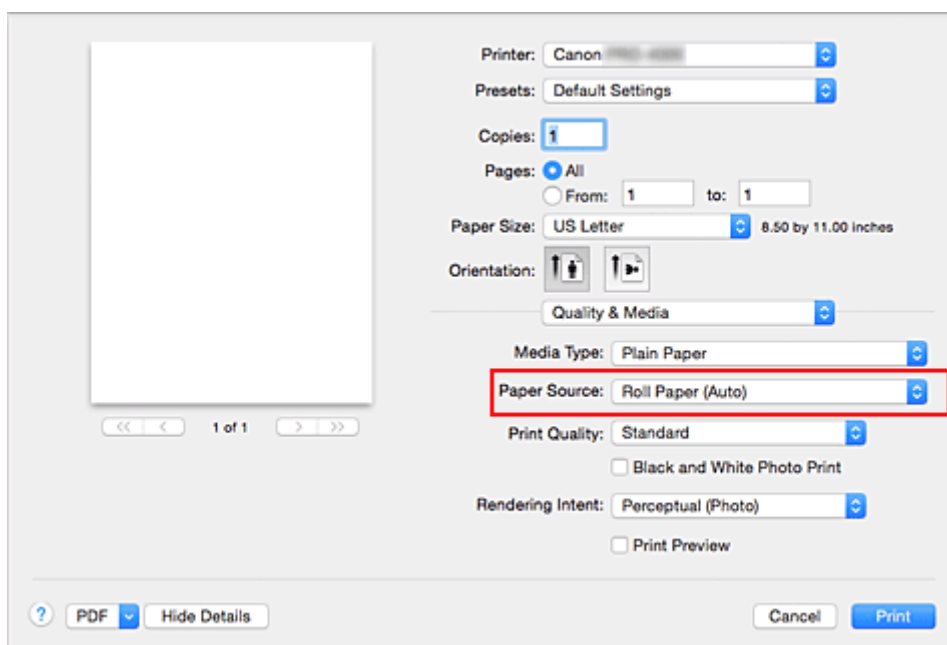 Printer: Canon
Presets: Default Settings
Copies: 1
Pages: All
From: 1 to: 1
Paper Size: US Letter 8.50 by 11.00 inches
Orientation:
Quality & Media
Media Type: Plain Paper
Paper Source: Roll Paper (Auto)
<< < 1 of 1 > >>
Print Quality: Standard
Black and White Photo Print
Rendering Intent: Perceptual (Photo)
Print Preview
? PDF Hide Details Cancel Print